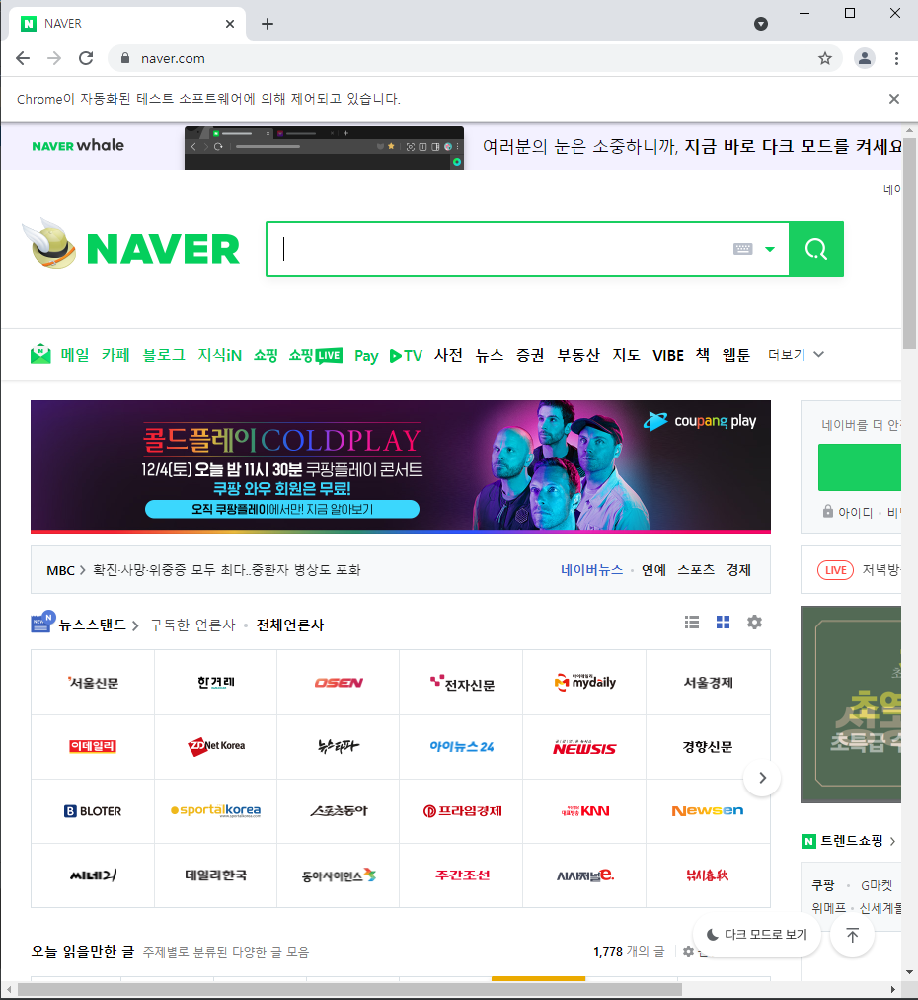 NAVER
naver.com
Chrome이 자동화된 테스트 소프트웨어에 의해 제어되고 있습니다.
NAVER whale
여러분의 눈은 소중하니까, 지금 바로 다크 모드를 켜세요
네이
NAVER
메일 카페 블로그 지식iN 쇼핑 쇼핑LIVE Pay TV 사전 뉴스 증권 부동산 지도 VIBE 책 웹툰 더보기
콜드플레이 COLDPLAY
12/4(토) 오늘 밤 11시 30분 쿠팡플레이 콘서트
쿠팡 와우 회원은 무료!
오직 쿠팡플레이에서만! 지금 알아보기
coupang play
네이버를 더 안
아이디 · 비
MBC > 확진·사망·위중증 모두 최다..중환자 병상도 포화
네이버뉴스 · 연예 스포츠 경제
LIVE 저녁방
뉴스스탠드 > 구독한 언론사 · 전체언론사
서울신문 한겨레 OSEN 전자신문 마이데일리 mydaily 서울경제
이데일리 ZDNet Korea 뉴스타파 아이뉴스24 NEWSIS 경향신문
BLOTER sportalkorea 스포츠동아 프라임경제 KNN Newsen
씨네21 데일리한국 동아사이언스 주간조선 시사저널e. 낚시춘추
초특급
N 트렌드쇼핑 >
쿠팡 · G마켓
위메프 · 신세계몰
오늘 읽을만한 글 주제별로 분류된 다양한 글 모음
1,778 개의 글
다크 모드로 보기